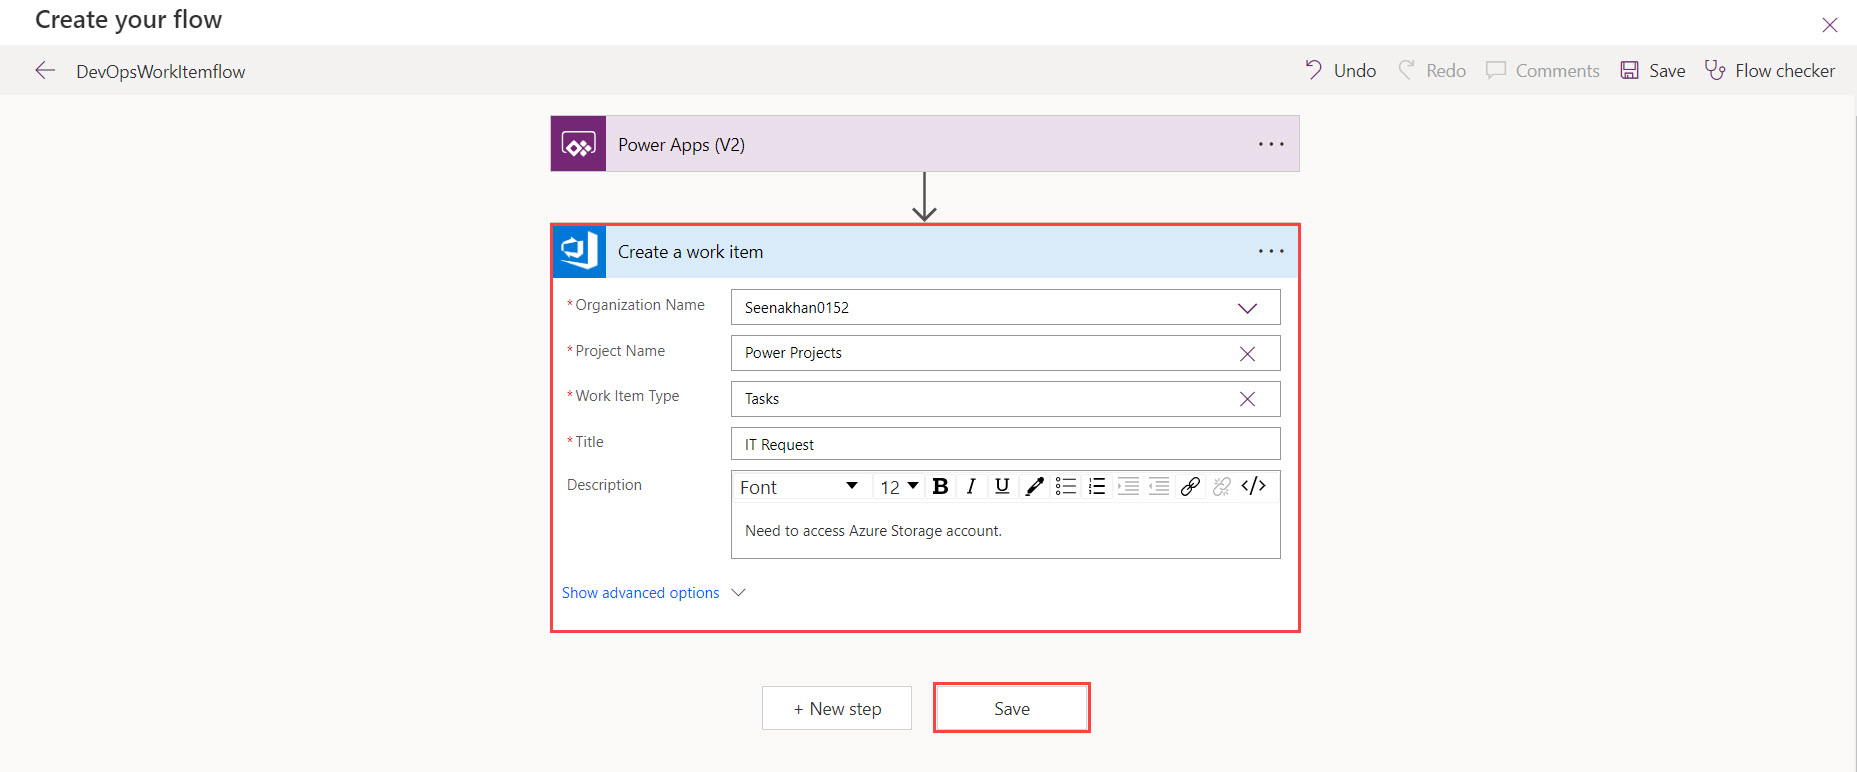 Create your flow
DevOpsWorkItemflow
Undo
Redo
Comments
Save
Flow checker
Power Apps (V2)
Create a work item
* Organization Name
Seenakhan0152
* Project Name
Power Projects
* Work Item Type
Tasks
* Title
IT Request
Description
Font
12
B
I
U
</>
Need to access Azure Storage account.
Show advanced options
+ New step
Save